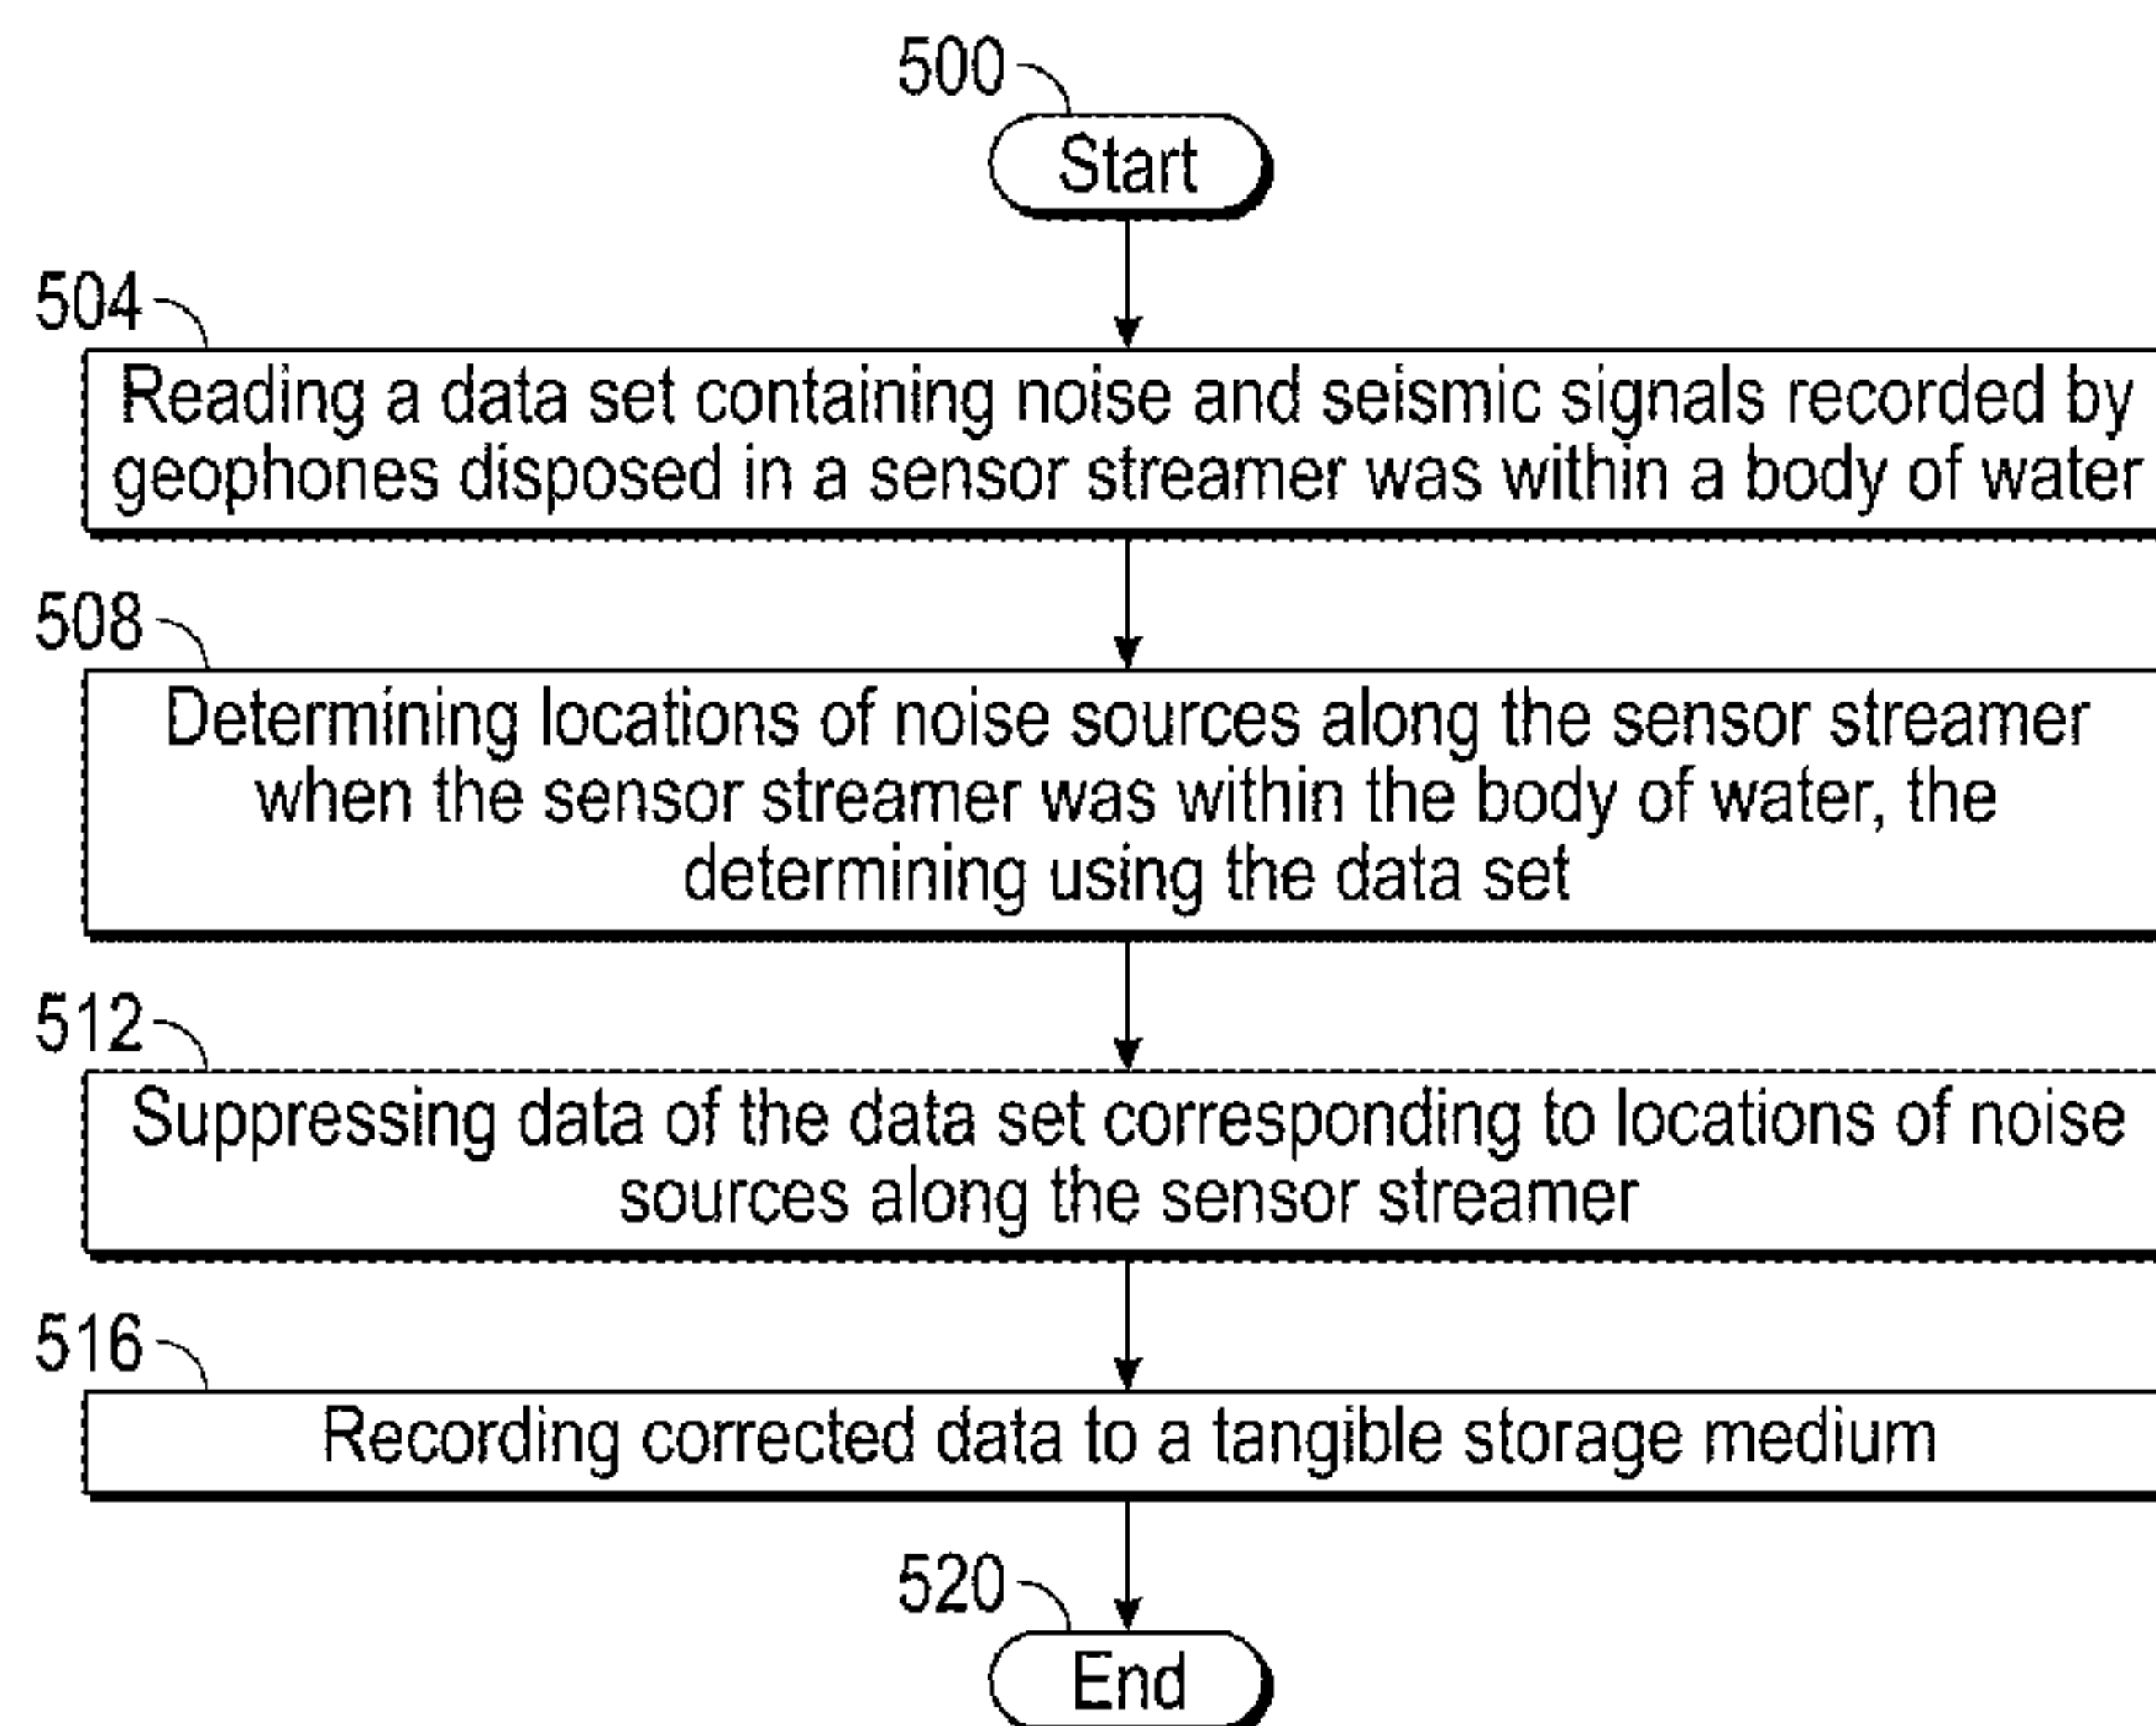 500
Start
504
Reading a data set containing noise and seismic signals recorded by
geophones disposed in a sensor streamer was within a body of water
508
Determining locations of noise sources along the sensor streamer
when the sensor streamer was within the body of water, the
determining using the data set
512
Suppressing data of the data set corresponding to locations of noise
sources along the sensor streamer
516
Recording corrected data to a tangible storage medium
520
End